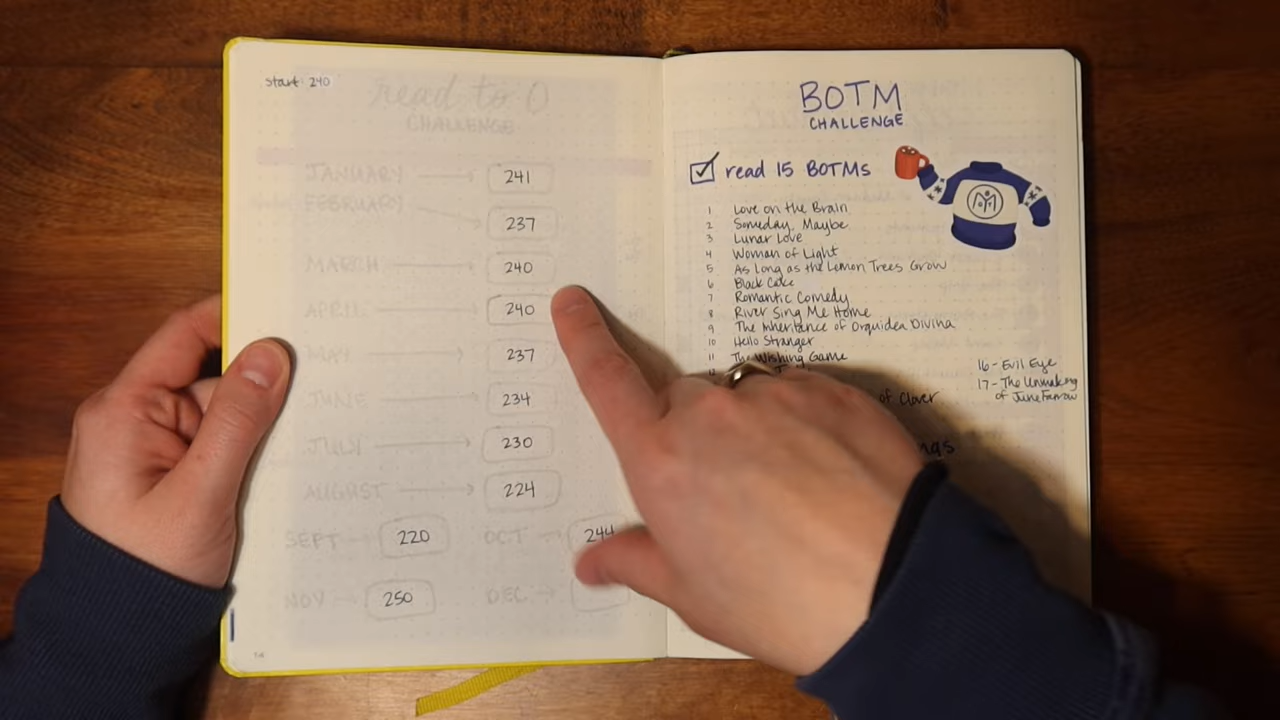 start: 240
read to 0
CHALLENGE
JANUARY → 241
FEBRUARY → 237
MARCH → 240
APRIL 240
MAY → 237
JUNE → 234
JULY → 230
AUGUST → 224
SEPT → 220 OCT → 244
NOV → 250 DEC →
14
BOTM
CHALLENGE
read 15 BOTMs
1 Love on the Brain
2 Someday, Maybe
3 Lunar Love
4 Woman of Light
5 As Long as the Lemon Trees Grow
6 Black Cake
7 Romantic Comedy
8 River Sing Me Home
9 The Inheritance of Orquidea Divina
10 Hello Stranger
11 The Wishing Game
12
of Clover
ngs
16 - Evil Eye
17 - The Unmaking
of June Farrow